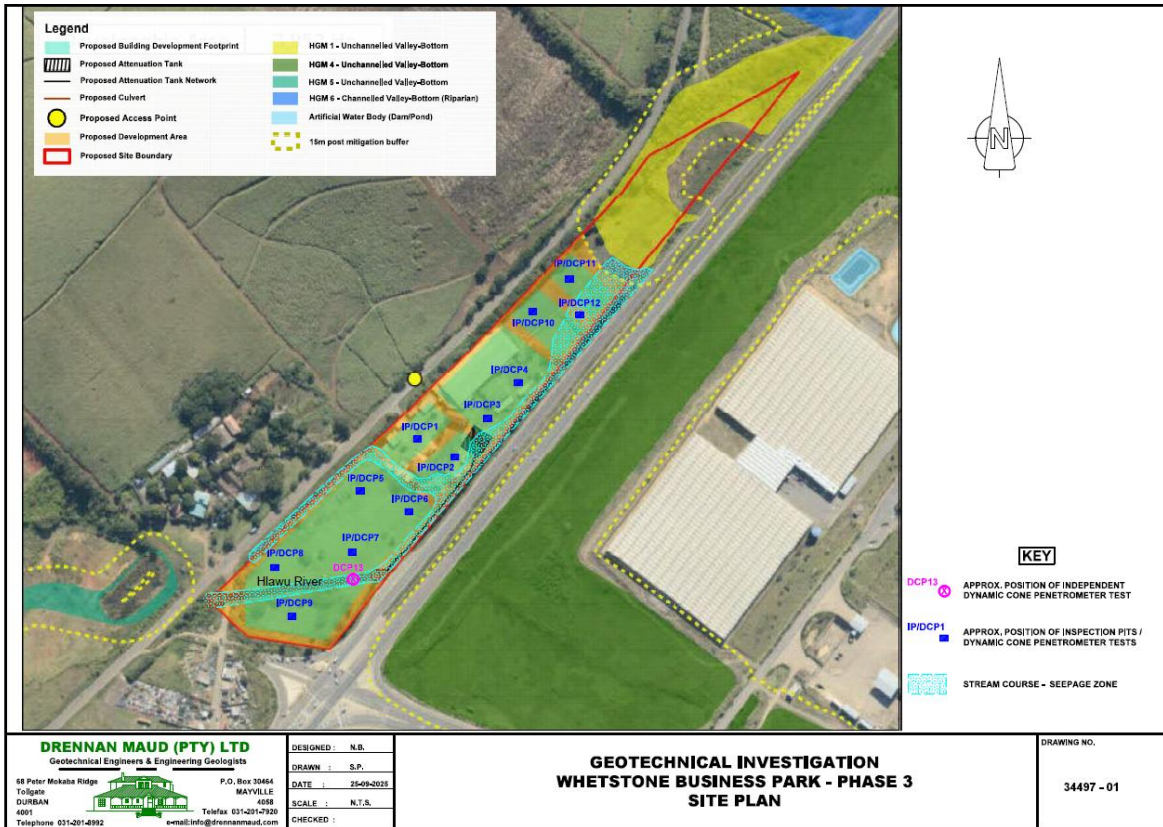 Legend
Proposed Building Development Footprint
Proposed Attenuation Tank
Proposed Attenuation Tank Network
Proposed Culvert
Proposed Access Point
Proposed Development Area
Proposed Site Boundary
HGM 1 - Unchannelled Valley-Bottom
HGM 4 - Unchannelled Valley-Bottom
HGM 5 - Unchannelled Valley-Bottom
HGM 6 - Channelled Valley-Bottom (Riparian)
Artificial Water Body (Dam/Pond)
15m post mitigation buffer
N
IP/DCP11
IP/DCP12
IP/DCP10
IP/DCP4
IP/DCP3
IP/DCP1
IP/DCP2
IP/DCP5
IP/DCP6
IP/DCP7
IP/DCP8
DCP13
Hlawu River
IP/DCP9
KEY
DCP13
APPROX. POSITION OF INDEPENDENT
DYNAMIC CONE PENETROMETER TEST
IP/DCP1
APPROX. POSITION OF INSPECTION PITS /
DYNAMIC CONE PENETROMETER TESTS
STREAM COURSE - SEEPAGE ZONE
DRENNAN MAUD (PTY) LTD
Geotechnical Engineers & Engineering Geologists
68 Peter Mokaba Ridge
Tollgate
DURBAN
4001
Telephone 031-201-8992
P.O. Box 30464
MAYVILLE
4058
Telefax 031-201-7920
e-mail:info@drennanmaud.com
DESIGNED : N.B.
DRAWN : S.P.
DATE : 25-09-2025
SCALE : N.T.S.
CHECKED :
GEOTECHNICAL INVESTIGATION
WHETSTONE BUSINESS PARK - PHASE 3
SITE PLAN
DRAWING NO.
34497 - 01